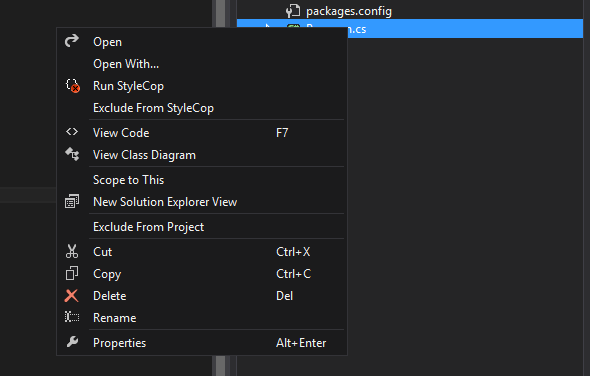 packages.config
.cs
Open
Open With...
Run StyleCop
Exclude From StyleCop
View Code F7
View Class Diagram
Scope to This
New Solution Explorer View
Exclude From Project
Cut Ctrl+X
Copy Ctrl+C
Delete Del
Rename
Properties Alt+Enter